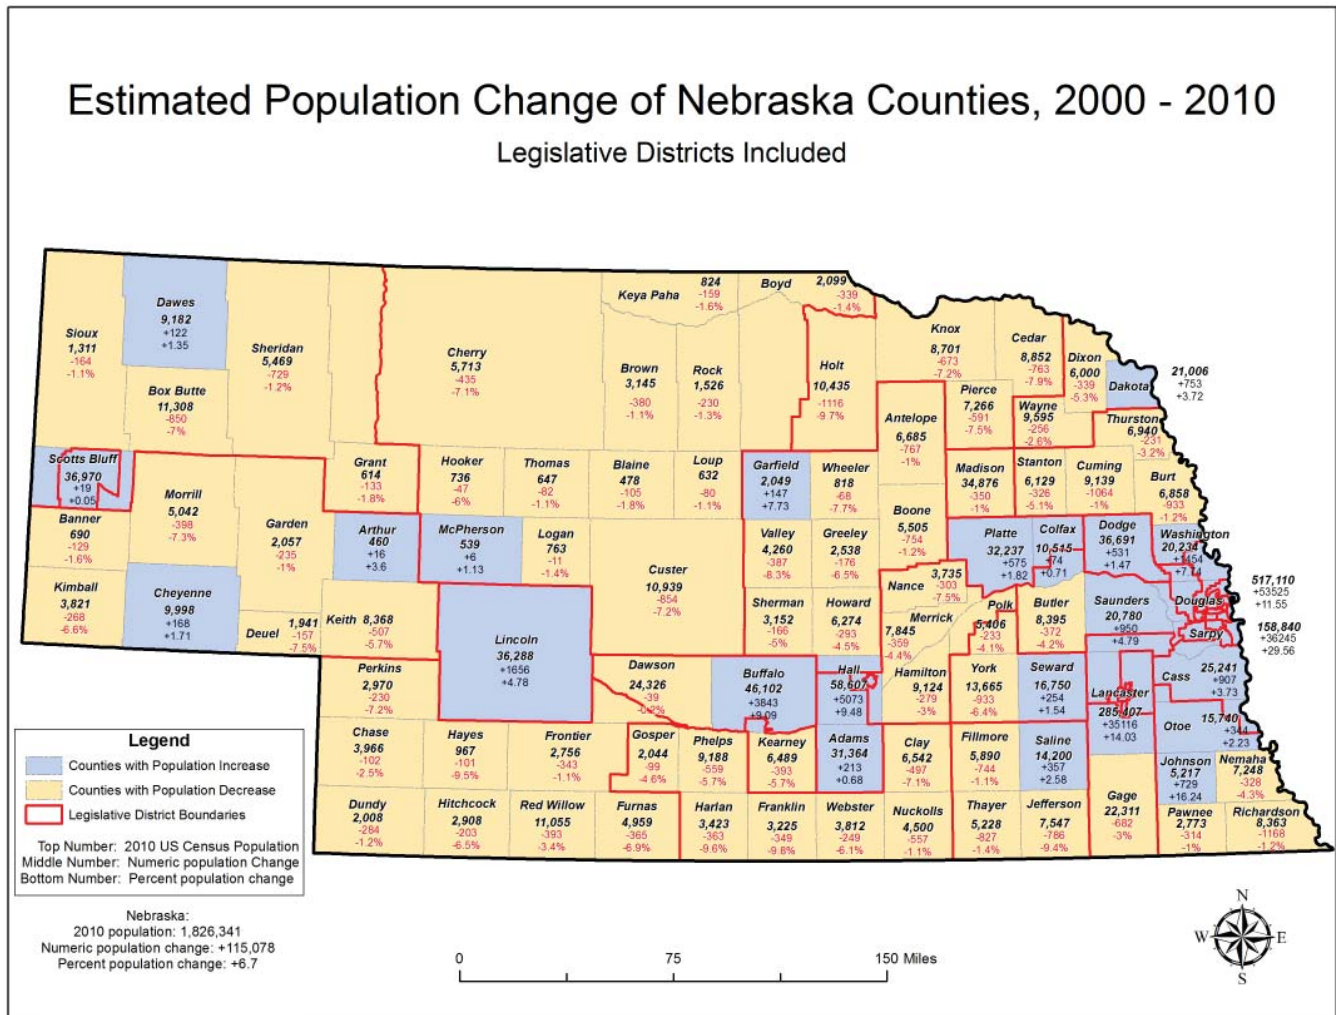 Estimated Population Change of Nebraska Counties, 2000 - 2010
Legislative Districts Included
Sioux
1,311
-164
-1.1%
Dawes
9,182
+122
+1.35
Box Butte
11,308
-850
-7%
Sheridan
5,469
-729
-1.2%
Cherry
5,713
-435
-7.1%
Keya Paha
824
-159
-1.6%
Boyd
2,099
-339
-1.4%
Brown
3,145
-380
-1.1%
Rock
1,526
-230
-1.3%
Holt
10,435
-1116
-9.7%
Knox
8,701
-673
-7.2%
Cedar
8,852
-763
-7.9%
Dixon
6,000
-339
-5.3%
Dakota
21,006
+753
+3.72
Antelope
6,685
-767
-1%
Pierce
7,266
-591
-7.5%
Wayne
9,595
-256
-2.6%
Thurston
6,940
-231
-3.2%
Scotts Bluff
36,970
+19
+0.05
Banner
690
-129
-1.6%
Kimball
3,821
-268
-6.6%
Morrill
5,042
-398
-7.3%
Cheyenne
9,998
+168
+1.71
Garden
2,057
-235
-1%
Deuel
1,941
-157
-7.5%
Grant
614
-133
-1.8%
Hooker
736
-47
-6%
Thomas
647
-82
-1.1%
Blaine
478
-105
-1.8%
Loup
632
-80
-1.1%
Garfield
2,049
+147
+7.73
Wheeler
818
-68
-7.7%
Madison
34,876
-350
-1%
Stanton
6,129
-326
-5.1%
Cuming
9,139
-1064
-1%
Burt
6,858
-933
-1.2%
Arthur
460
+16
+3.6
McPherson
539
+6
+1.13
Logan
763
-11
-1.4%
Custer
10,939
-854
-7.2%
Valley
4,260
-387
-8.3%
Greeley
2,538
-176
-6.5%
Boone
5,505
-754
-1.2%
Platte
32,237
+575
+1.82
Colfax
10,515
+74
+0.71
Dodge
36,691
+531
+1.47
Washington
20,234
+1454
+7.74
Keith 8,368
-507
-5.7%
Lincoln
36,288
+1656
+4.78
Sherman
3,152
-166
-5%
Howard
6,274
-293
-4.5%
Nance
3,735
-303
-7.5%
Merrick
7,845
-359
-4.4%
Polk
5,406
-233
-4.1%
Butler
8,395
-372
-4.2%
Saunders
20,780
+950
+4.79
Douglas
517,110
+53525
+11.55
Sarpy
158,840
+36245
+29.56
Perkins
2,970
-230
-7.2%
Dawson
24,326
-39
-0.2%
Buffalo
46,102
+3843
+9.09
Hall
58,607
+5073
+9.48
Hamilton
9,124
-279
-3%
York
13,665
-933
-6.4%
Seward
16,750
+254
+1.54
Lancaster
285,407
+35116
+14.03
Cass
25,241
+907
+3.73
Otoe
15,740
+344
+2.23
Chase
3,966
-102
-2.5%
Hayes
967
-101
-9.5%
Frontier
2,756
-343
-1.1%
Gosper
2,044
-99
-4.6%
Phelps
9,188
-559
-5.7%
Kearney
6,489
-393
-5.7%
Adams
31,364
+213
+0.68
Clay
6,542
-497
-7.1%
Fillmore
5,890
-744
-1.1%
Saline
14,200
+357
+2.58
Gage
22,311
-682
-3%
Johnson
5,217
+729
+16.24
Nemaha
7,248
-328
-4.3%
Dundy
2,008
-284
-1.2%
Hitchcock
2,908
-203
-6.5%
Red Willow
11,055
-393
-3.4%
Furnas
4,959
-365
-6.9%
Harlan
3,423
-363
-9.6%
Franklin
3,225
-349
-9.8%
Webster
3,812
-249
-6.1%
Nuckolls
4,500
-557
-1.1%
Thayer
5,228
-827
-1.4%
Jefferson
7,547
-786
-9.4%
Pawnee
2,773
-314
-1%
Richardson
8,363
-1168
-1.2%
Legend
Counties with Population Increase
Counties with Population Decrease
Legislative District Boundaries
Top Number: 2010 US Census Population
Middle Number: Numeric population Change
Bottom Number: Percent population change
Nebraska:
2010 population: 1,826,341
Numeric population change: +115,078
Percent population change: +6.7
0 75 150 Miles
N
W E
S